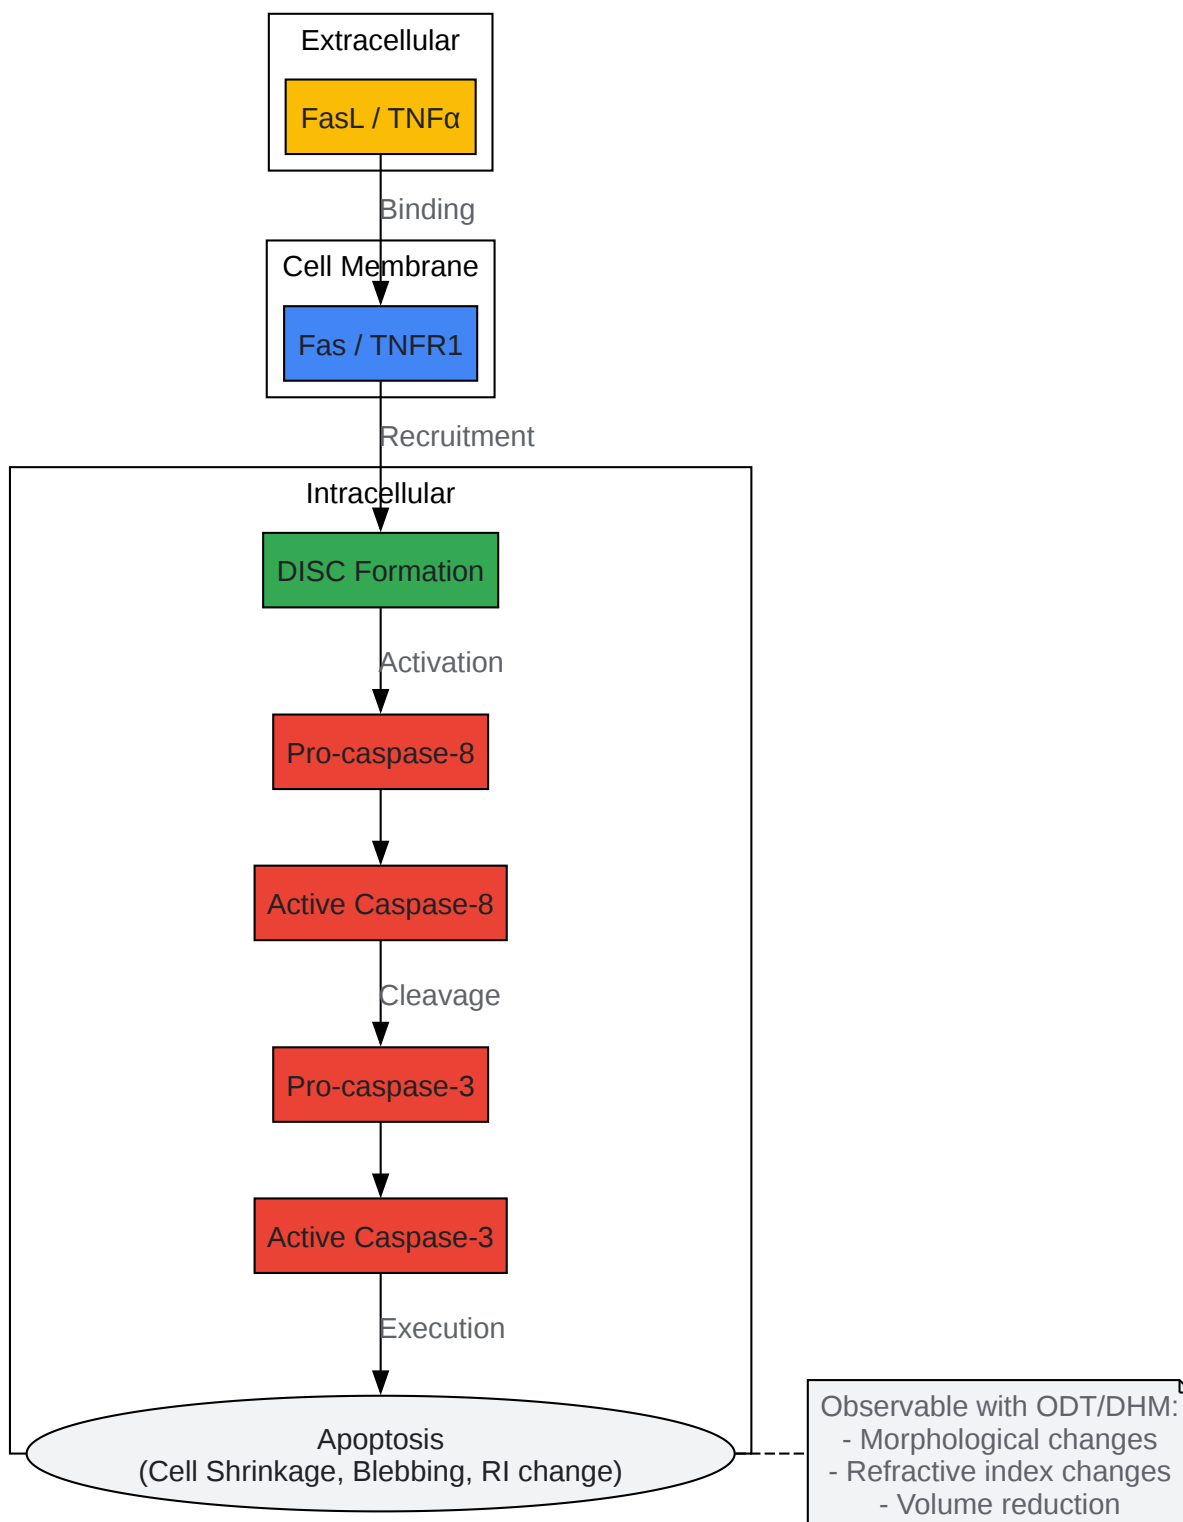 Extracellular
FasL / TNFα
Binding
Cell Membrane
Fas / TNFR1
Recruitment
Intracellular
DISC Formation
Activation
Pro-caspase-8
Active Caspase-8
Cleavage
Pro-caspase-3
Active Caspase-3
Execution
Apoptosis
(Cell Shrinkage, Blebbing, RI change)
Observable with ODT/DHM:
- Morphological changes
- Refractive index changes
- Volume reduction